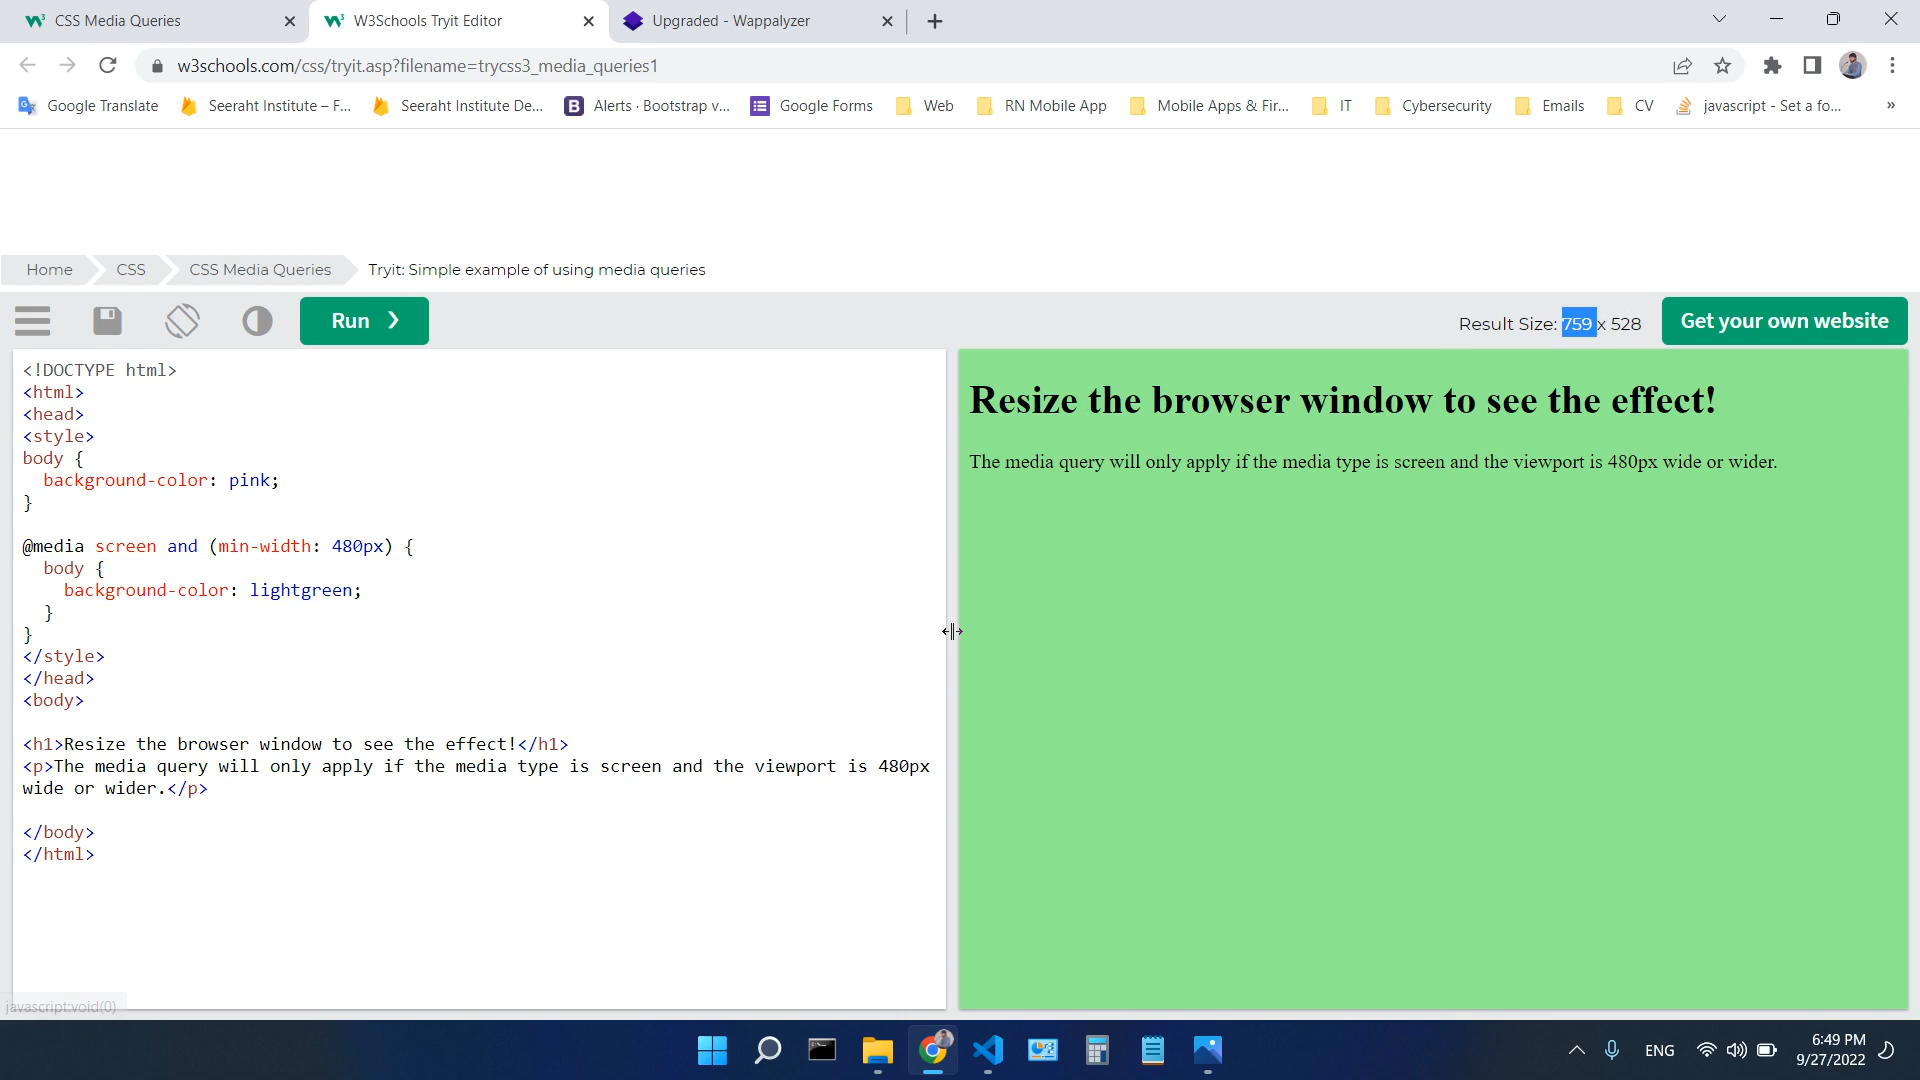 CSS Media Queries
W3Schools Tryit Editor
Upgraded - Wappalyzer
w3schools.com/css/tryit.asp?filename=trycss3_media_queries1
Google Translate
Seeraht Institute – F...
Seeraht Institute De...
Alerts · Bootstrap v...
Google Forms
Web
RN Mobile App
Mobile Apps & Fir...
IT
Cybersecurity
Emails
CV
javascript - Set a fo...
»
Home
CSS
CSS Media Queries
Tryit: Simple example of using media queries
Run ❯
Result Size: 759 x 528
Get your own website
<!DOCTYPE html>
<html>
<head>
<style>
body {
  background-color: pink;
}
@media screen and (min-width: 480px) {
  body {
    background-color: lightgreen;
  }
}
</style>
</head>
<body>
<h1>Resize the browser window to see the effect!</h1>
<p>The media query will only apply if the media type is screen and the viewport is 480px
wide or wider.</p>
</body>
</html>
Resize the browser window to see the effect!
The media query will only apply if the media type is screen and the viewport is 480px wide or wider.
javascript:void(0)
ENG
6:49 PM
9/27/2022